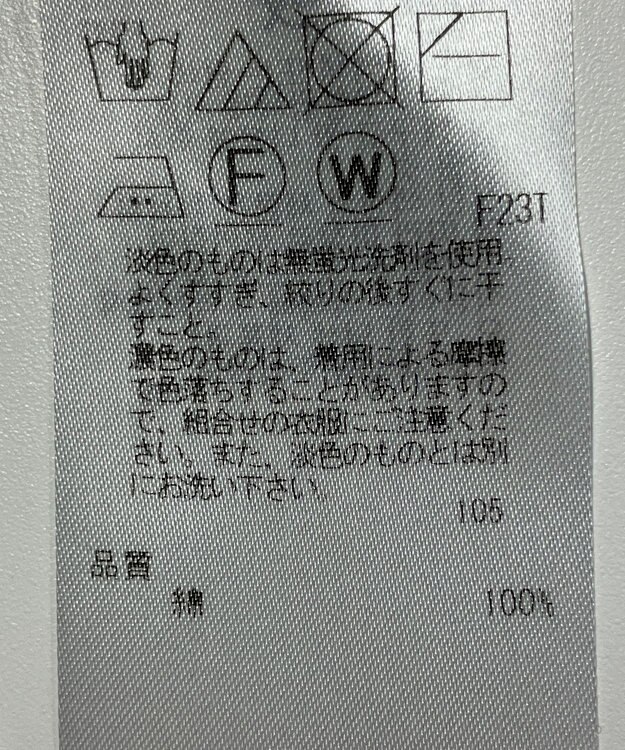 F
W
F23T
淡色のものは無蛍光洗剤を使用
よくすすぎ、絞りの後すぐに干
すこと。
濃色のものは、着用による摩擦
で色落ちすることがありますの
で、組合せの衣服にご注意くだ
さい。また、淡色のものとは別
にお洗い下さい。
105
品質
綿 100%